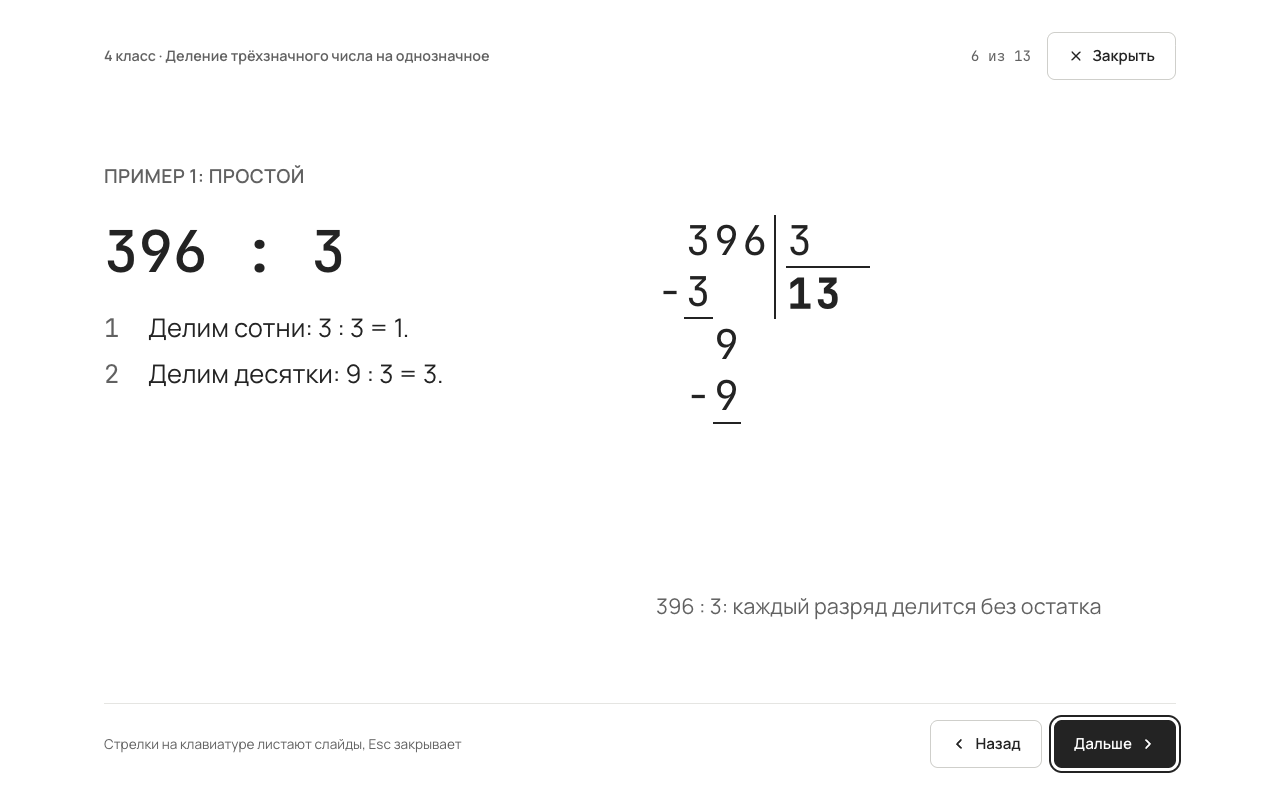 4 класс · Деление трёхзначного числа на однозначное
6 из 13
Закрыть
ПРИМЕР 1: ПРОСТОЙ
396 : 3
1 Делим сотни: 3 : 3 = 1.
2 Делим десятки: 9 : 3 = 3.
396 3
-3 13
9
-9
396 : 3: каждый разряд делится без остатка
Стрелки на клавиатуре листают слайды, Esc закрывает
Назад
Дальше